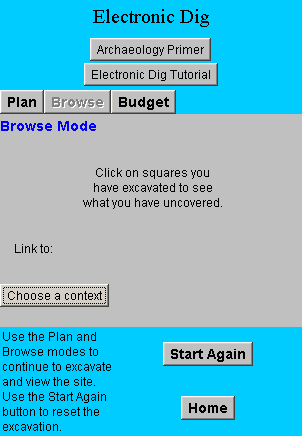 Electronic Dig
Archaeology Primer
Electronic Dig Tutorial
Plan Browse Budget
Browse Mode
Click on squares you
have excavated to see
what you have uncovered.
Link to:
Choose a context
Use the Plan and
Browse modes to
continue to excavate
and view the site.
Use the Start Again
button to reset the
excavation.
Start Again
Home